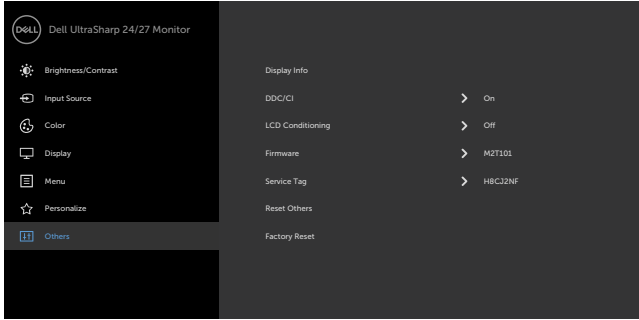 DELL Dell UltraSharp 24/27 Monitor
Brightness/Contrast Display Info
Input Source DDC/CI On
Color LCD Conditioning Off
Display Firmware M2T101
Menu Service Tag H8CJ2NF
Personalize Reset Others
Others Factory Reset